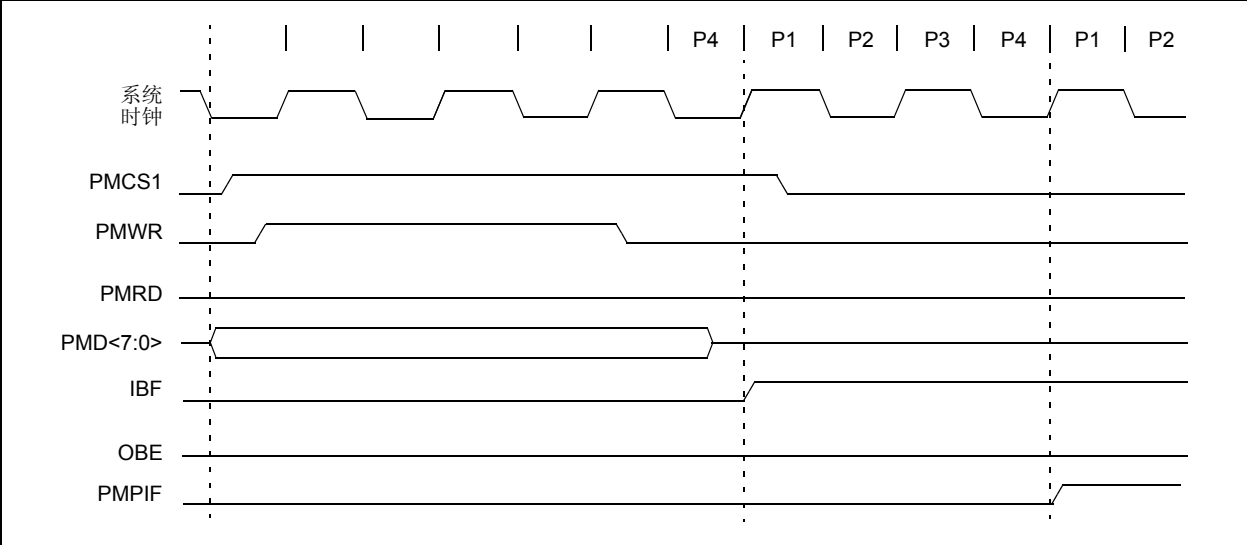 P4 P1 P2 P3 P4 P1 P2
系统
时钟
PMCS1
PMWR
PMRD
PMD<7:0>
IBF
OBE
PMPIF